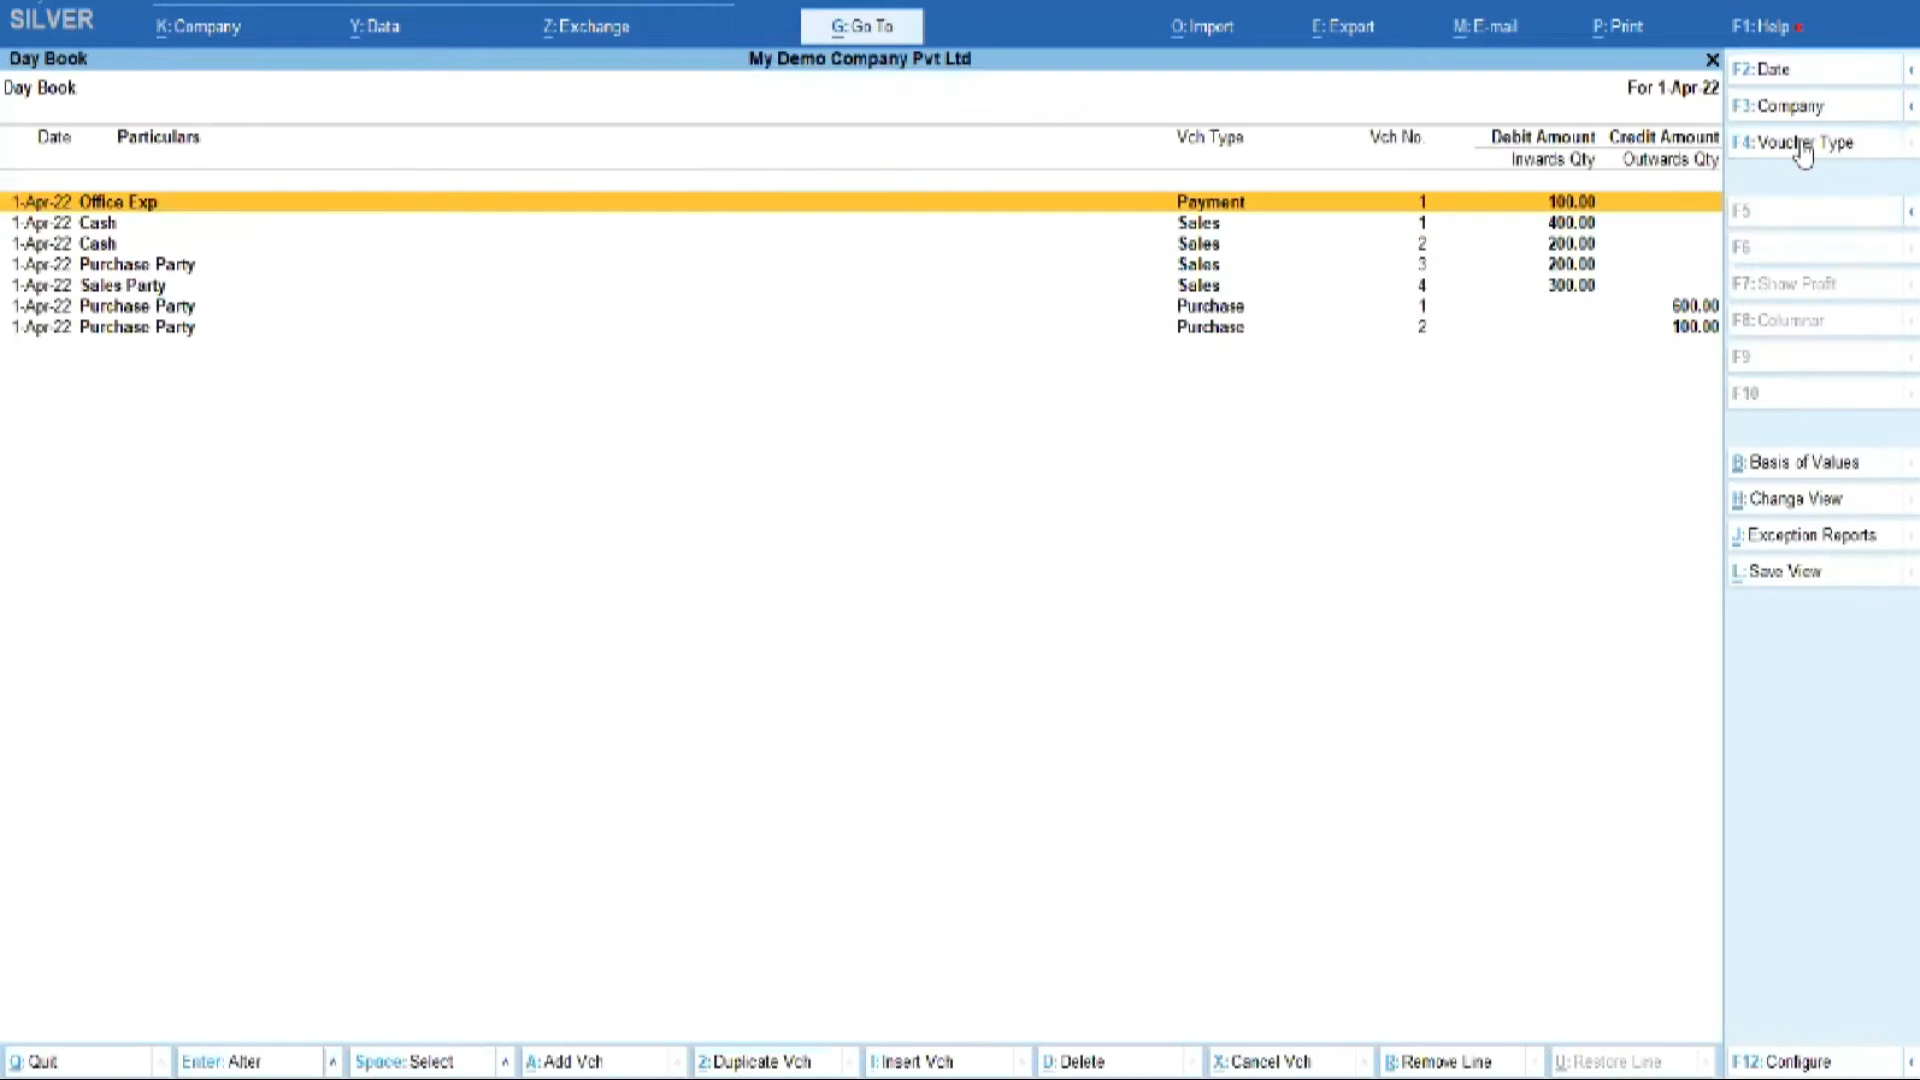 SILVER
K: Company Y: Data Z: Exchange G: Go To O: Import E: Export M: E-mail P: Print F1: Help
Day Book My Demo Company Pvt Ltd X
Day Book For 1-Apr-22
Date Particulars Vch Type Vch No. Debit Amount Credit Amount
Inwards Qty Outwards Qty
1-Apr-22 Office Exp Payment 1 100.00
1-Apr-22 Cash Sales 1 400.00
1-Apr-22 Cash Sales 2 200.00
1-Apr-22 Purchase Party Sales 3 200.00
1-Apr-22 Sales Party Sales 4 300.00
1-Apr-22 Purchase Party Purchase 1 600.00
1-Apr-22 Purchase Party Purchase 2 100.00
F2: Date
F3: Company
F4: Voucher Type
F5
F6
F7: Show Profit
F8: Columnar
F9
F10
B: Basis of Values
H: Change View
J: Exception Reports
L: Save View
Q: Quit Enter: Alter Space: Select A: Add Vch 2: Duplicate Vch I: Insert Vch D: Delete X: Cancel Vch R: Remove Line U: Restore Line F12: Configure